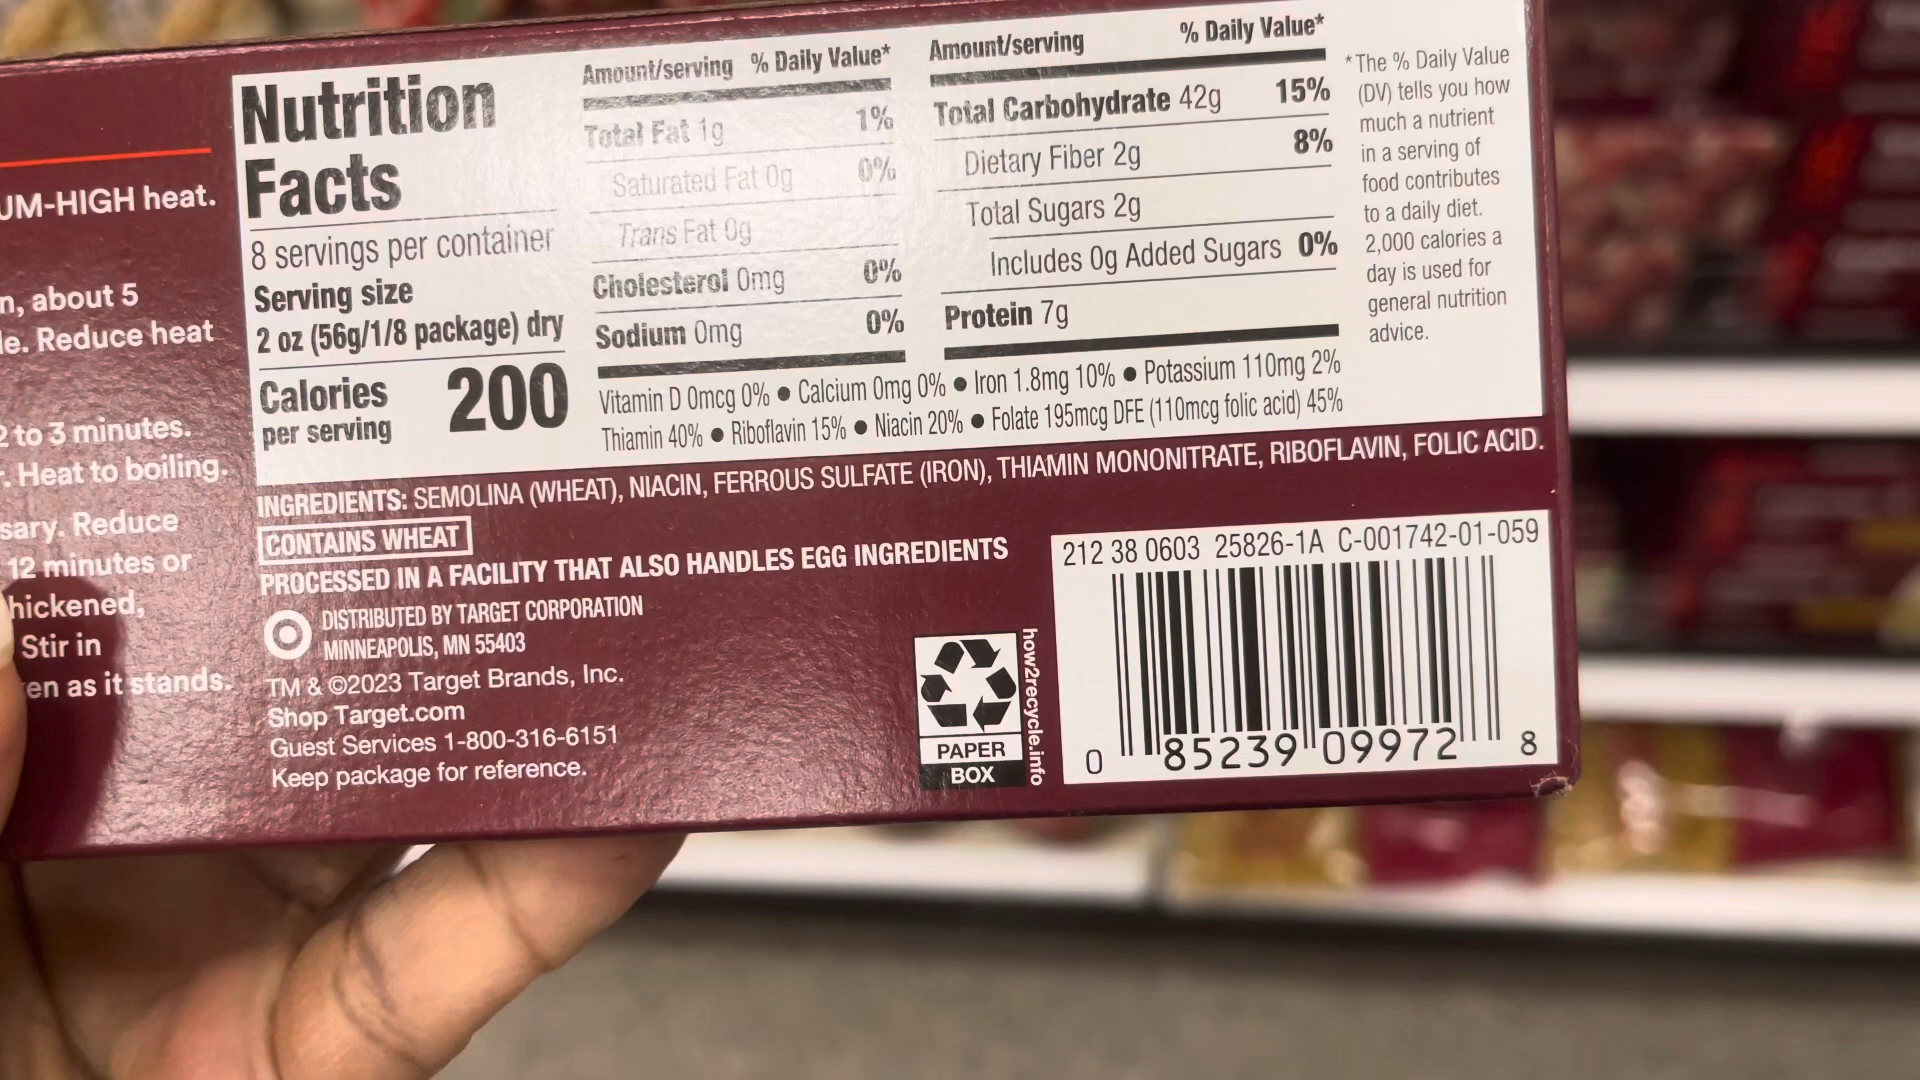 UM-HIGH heat.
n, about 5
le. Reduce heat
2 to 3 minutes.
. Heat to boiling.
sary. Reduce
12 minutes or
hickened,
Stir in
en as it stands.
Nutrition
Facts
8 servings per container
Serving size
2 oz (56g/1/8 package) dry
Calories
per serving
200
Amount/serving % Daily Value*
Total Fat 1g 1%
Saturated Fat 0g 0%
Trans Fat 0g
Cholesterol 0mg 0%
Sodium 0mg 0%
Amount/serving % Daily Value*
Total Carbohydrate 42g 15%
Dietary Fiber 2g 8%
Total Sugars 2g
Includes 0g Added Sugars 0%
Protein 7g
Vitamin D 0mcg 0% ● Calcium 0mg 0% ● Iron 1.8mg 10% ● Potassium 110mg 2%
Thiamin 40% ● Riboflavin 15% ● Niacin 20% ● Folate 195mcg DFE (110mcg folic acid) 45%
*The % Daily Value
(DV) tells you how
much a nutrient
in a serving of
food contributes
to a daily diet.
2,000 calories a
day is used for
general nutrition
advice.
INGREDIENTS: SEMOLINA (WHEAT), NIACIN, FERROUS SULFATE (IRON), THIAMIN MONONITRATE, RIBOFLAVIN, FOLIC ACID.
CONTAINS WHEAT
PROCESSED IN A FACILITY THAT ALSO HANDLES EGG INGREDIENTS
DISTRIBUTED BY TARGET CORPORATION
MINNEAPOLIS, MN 55403
TM & ©2023 Target Brands, Inc.
Shop Target.com
Guest Services 1-800-316-6151
Keep package for reference.
PAPER
BOX
how2recycle.info
212 38 0603 25826-1A C-001742-01-059
0 85239 09972 8